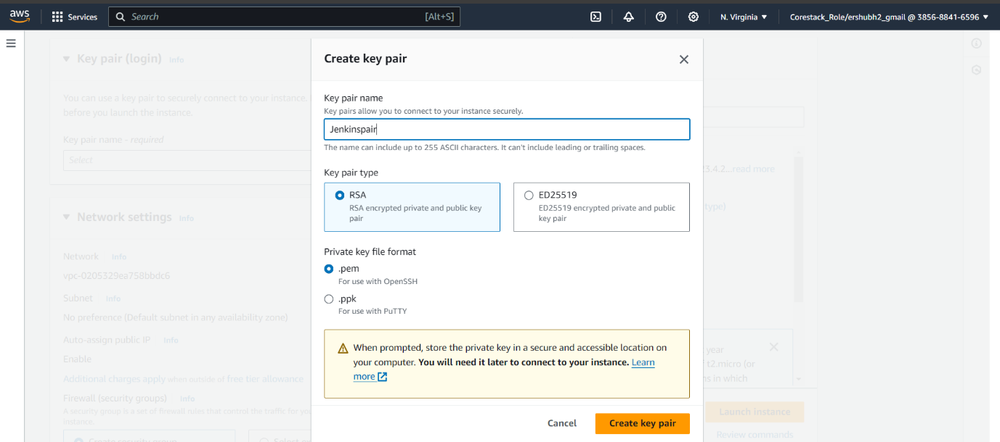 aws
Services
Search
[Alt+S]
N. Virginia
Corestack_Role/ershubh2_gmail @ 3856-8841-6596
Key pair (login) Info
You can use a key pair to securely connect to your instance.
before you launch the instance.
Key pair name - required
Select
Network settings Info
Network Info
vpc-0205329ea758bbdc6
Subnet Info
No preference (Default subnet in any availability zone)
Auto-assign public IP Info
Enable
Additional charges apply when outside of free tier allowance
Firewall (security groups) Info
A security group is a set of firewall rules that control the traffic for you
instance.
Create key pair
Key pair name
Key pairs allow you to connect to your instance securely.
Jenkinspair
The name can include up to 255 ASCII characters. It can't include leading or trailing spaces.
Key pair type
RSA
RSA encrypted private and public key
pair
ED25519
ED25519 encrypted private and public
key pair
Private key file format
.pem
For use with OpenSSH
.ppk
For use with PuTTY
When prompted, store the private key in a secure and accessible location on
your computer. You will need it later to connect to your instance. Learn
more
Cancel
Create key pair
3.4.2...read more
type)
year
t2.micro (or
ns in which
Launch instance
Review commands